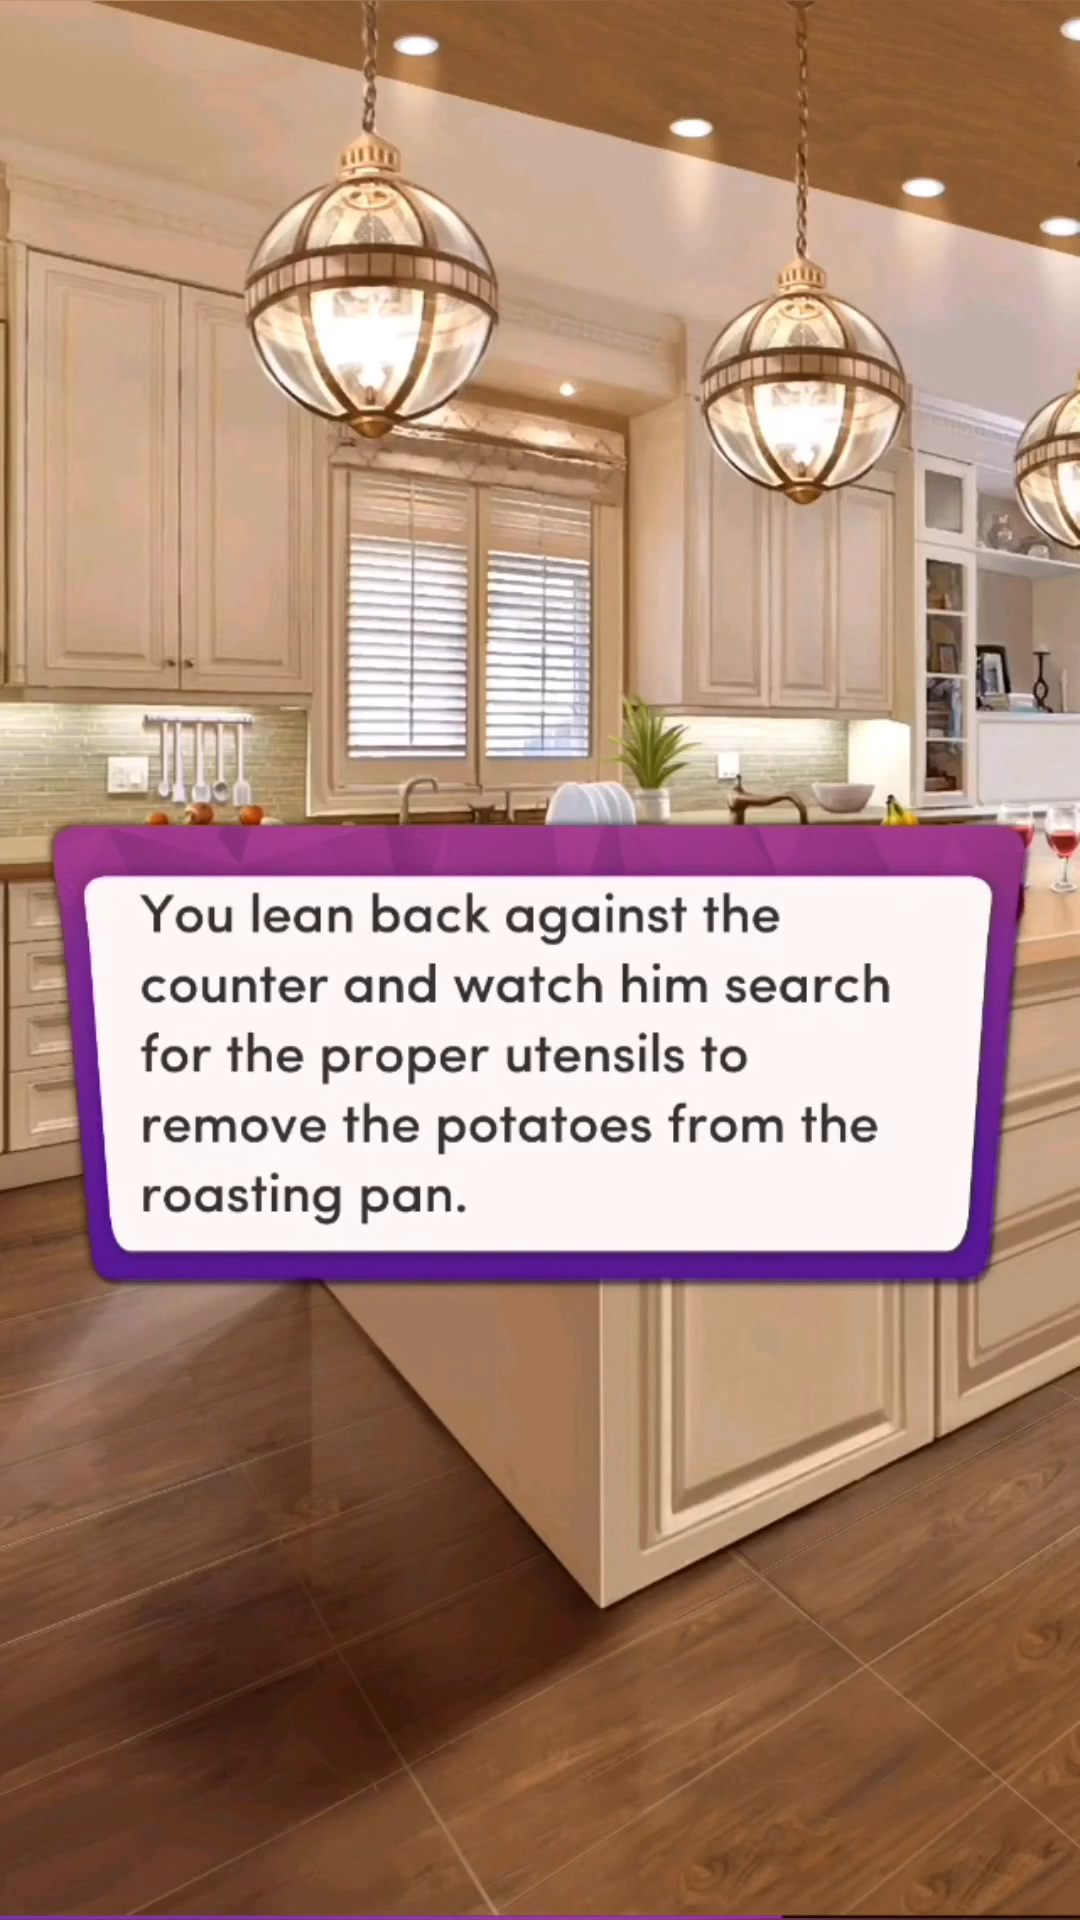 You lean back against the
counter and watch him search
for the proper utensils to
remove the potatoes from the
roasting pan.